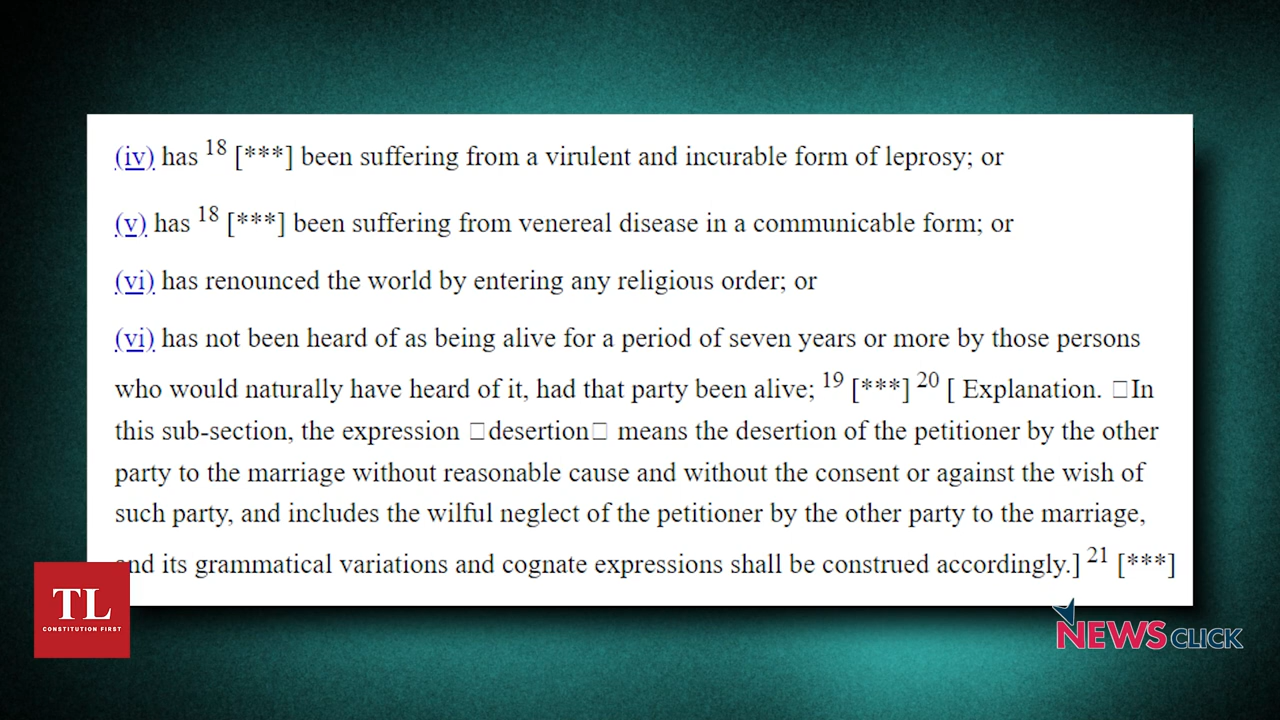 (iv) has 18 [***] been suffering from a virulent and incurable form of leprosy; or
(v) has 18 [***] been suffering from venereal disease in a communicable form; or
(vi) has renounced the world by entering any religious order; or
(vi) has not been heard of as being alive for a period of seven years or more by those persons
who would naturally have heard of it, had that party been alive; 19 [***] 20 [ Explanation. □In
this sub-section, the expression □desertion□ means the desertion of the petitioner by the other
party to the marriage without reasonable cause and without the consent or against the wish of
such party, and includes the wilful neglect of the petitioner by the other party to the marriage,
and its grammatical variations and cognate expressions shall be construed accordingly.] 21 [***]
TL
CONSTITUTION FIRST
NEWSCLICK